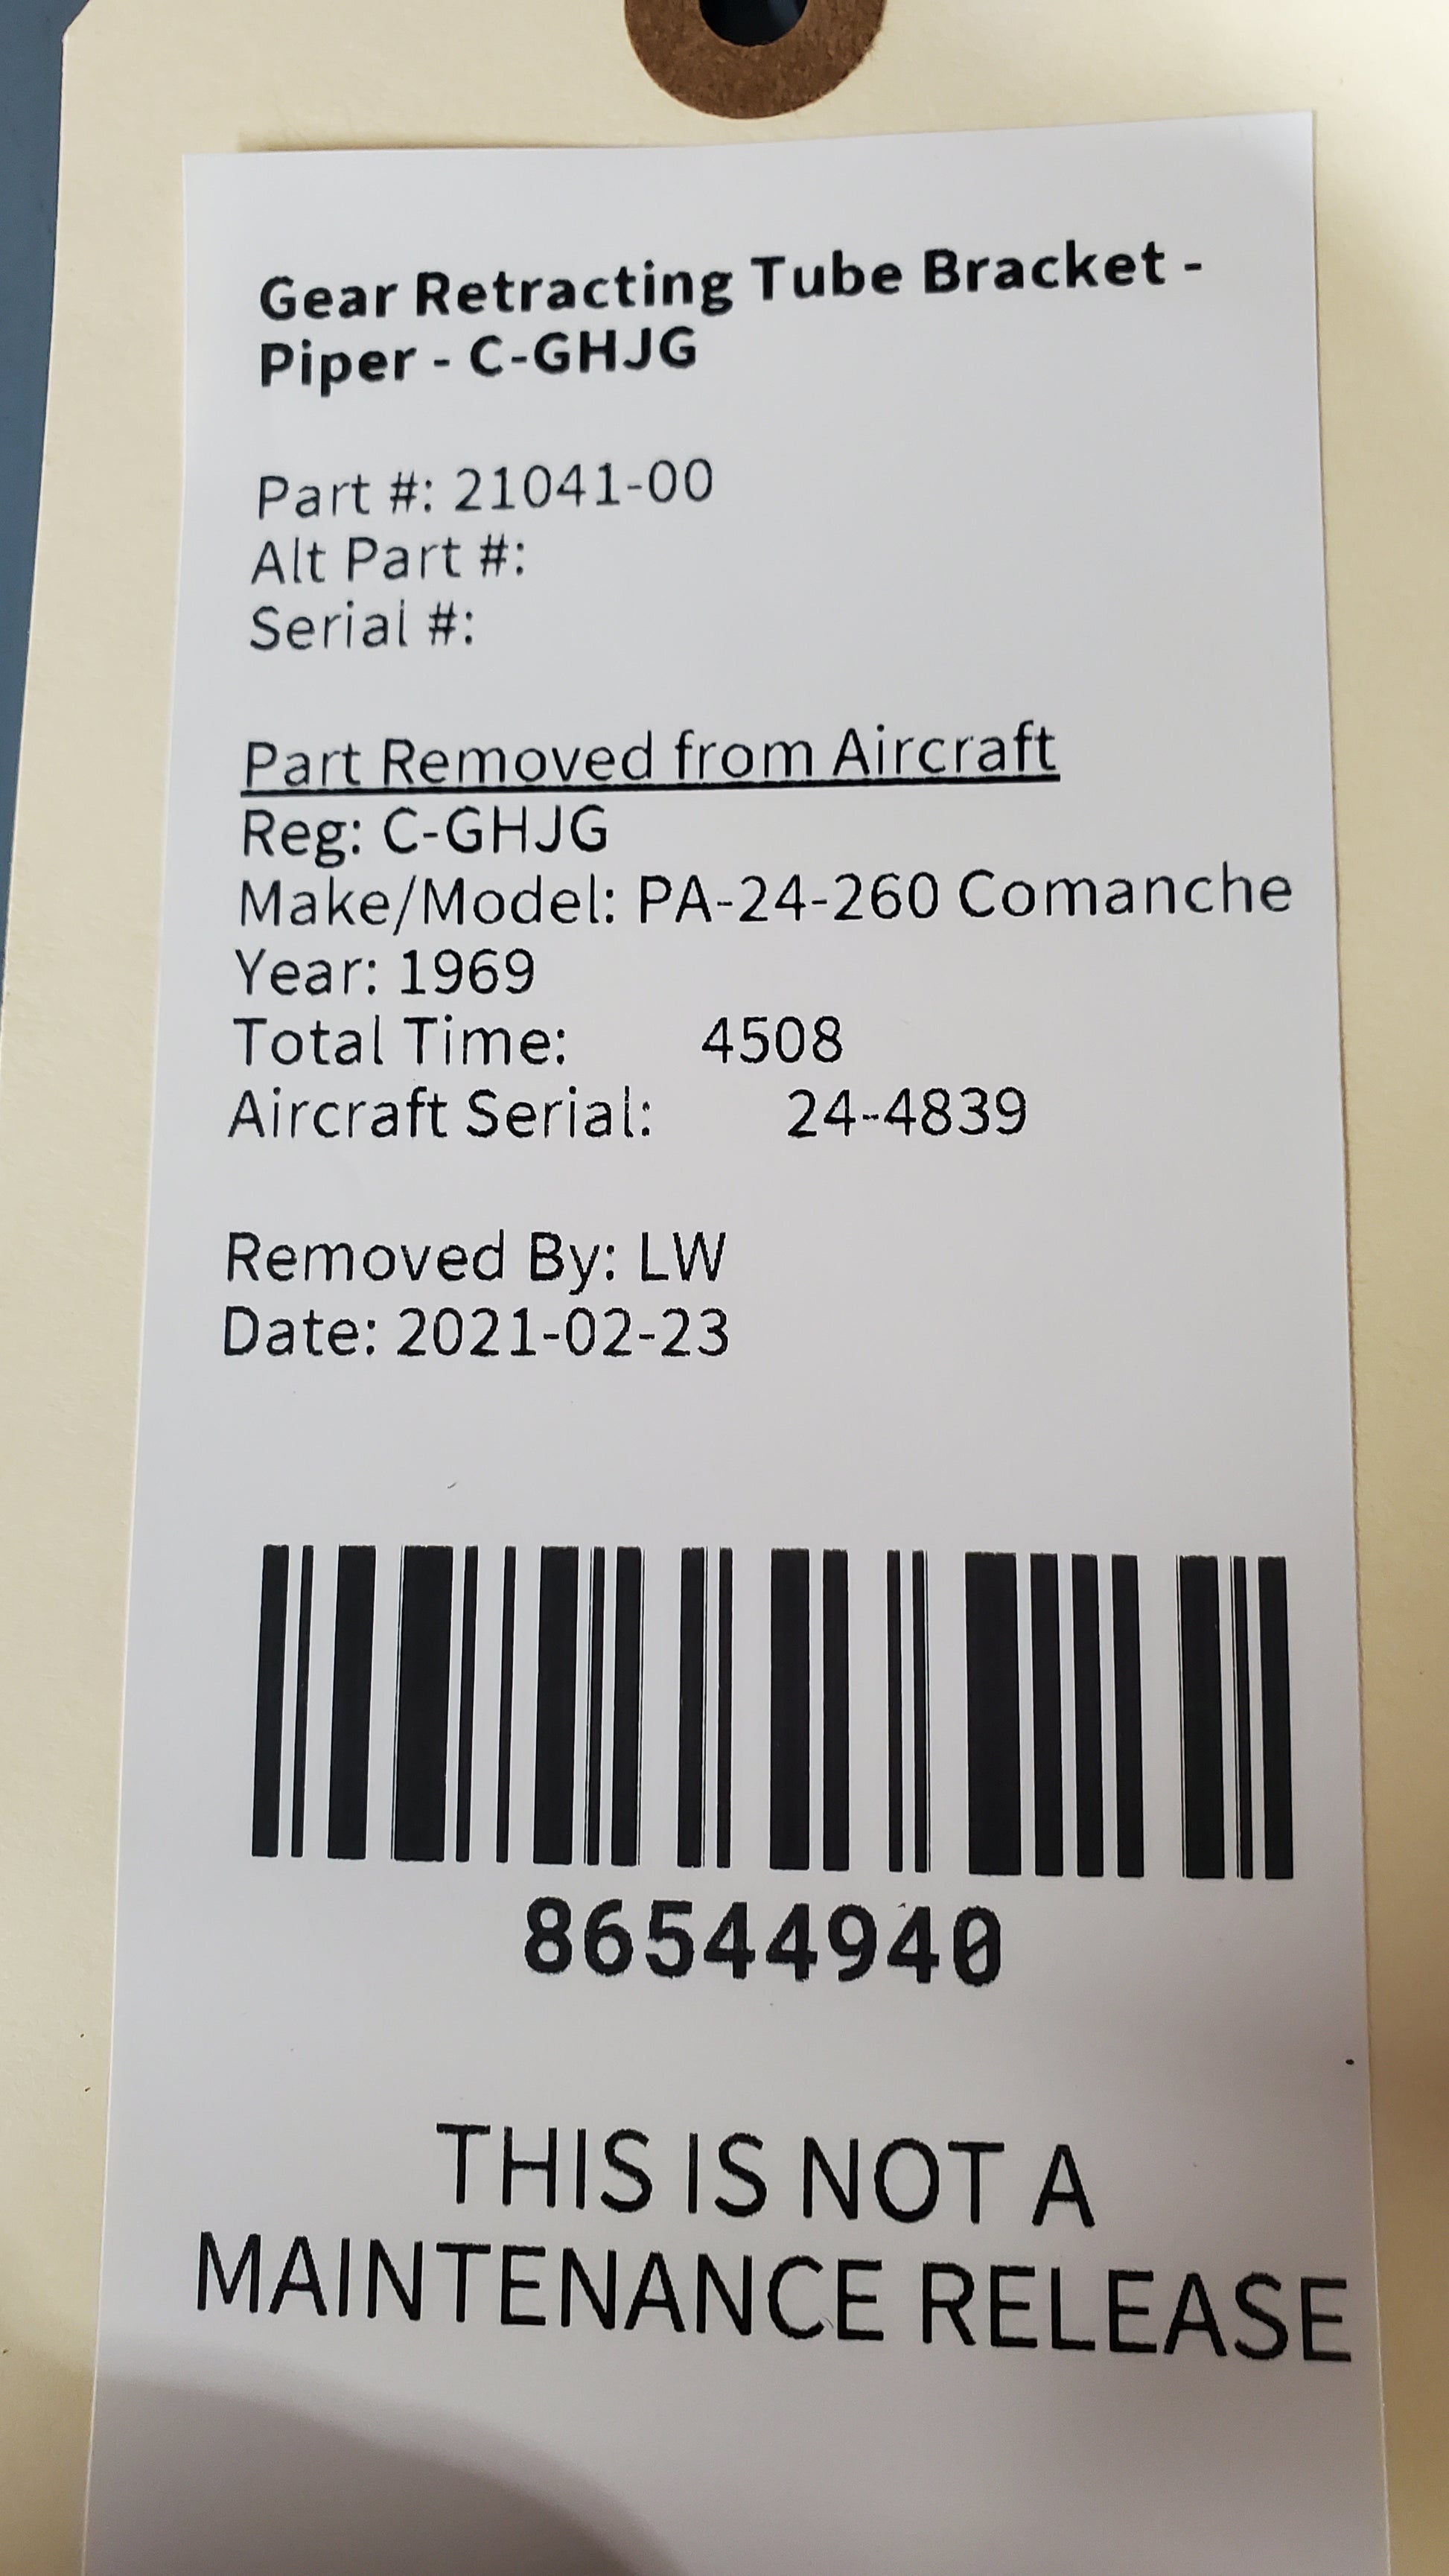 Gear Retracting Tube Bracket -
Piper - C-GHJG
Part #: 21041-00
Alt Part #:
Serial #:
Part Removed from Aircraft
Reg: C-GHJG
Make/Model: PA-24-260 Comanche
Year: 1969
Total Time: 4508
Aircraft Serial: 24-4839
Removed By: LW
Date: 2021-02-23
86544940
THIS IS NOT A
MAINTENANCE RELEASE